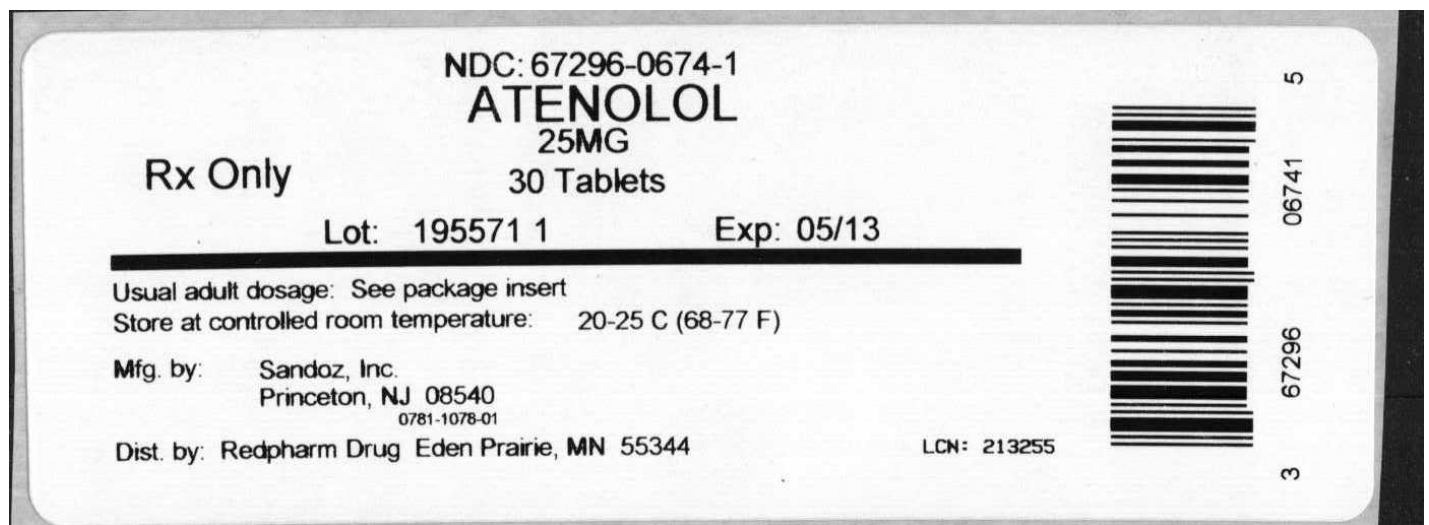 NDC: 67296-0674-1
ATENOLOL
25MG
Rx Only
30 Tablets
Lot: 195571 1 Exp: 05/13
Usual adult dosage: See package insert
Store at controlled room temperature: 20-25 C (68-77 F)
Mfg. by: Sandoz, Inc.
Princeton, NJ 08540
0781-1078-01
Dist. by: Redpharm Drug Eden Prairie, MN 55344
LCN: 213255
3 67296 06741 5